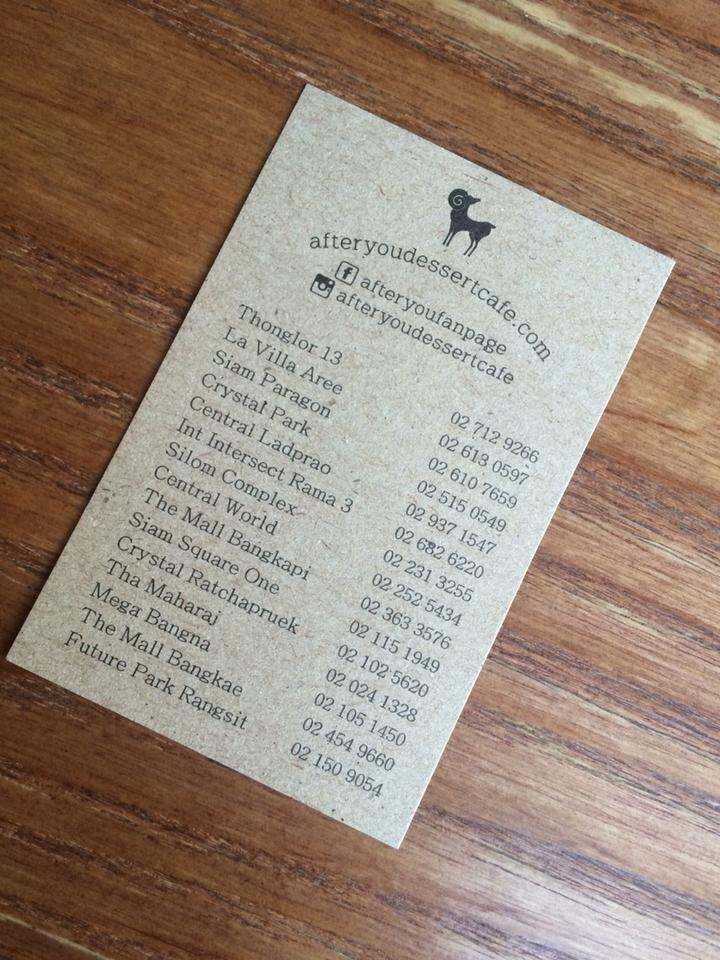 afteryoudessertcafe.com
afteryoufanpage
afteryoudessertcafe
Thonglor 13 02 712 9266
La Villa Aree 02 613 0597
Siam Paragon 02 610 7659
Crystal Park 02 515 0549
Central Ladprao 02 937 1547
Int Intersect Rama 3 02 682 6220
Silom Complex 02 231 3255
Central World 02 252 5434
The Mall Bangkapi 02 363 3576
Siam Square One 02 115 1949
Crystal Ratchapruek 02 102 5620
Tha Maharaj 02 024 1328
Mega Bangna 02 105 1450
The Mall Bangkae 02 454 9660
Future Park Rangsit 02 150 9054